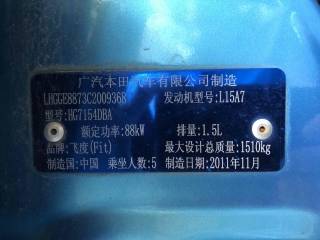 广汽本田汽车有限公司制造
LHGGE8873C2009368 发动机型号:L15A7
型号:HG7154DBA
额定功率:88kW 排量:1.5L
品牌:飞度(Fit) 最大设计总质量:1510kg
制造国:中国 乘坐人数:5 制造日期:2011年11月